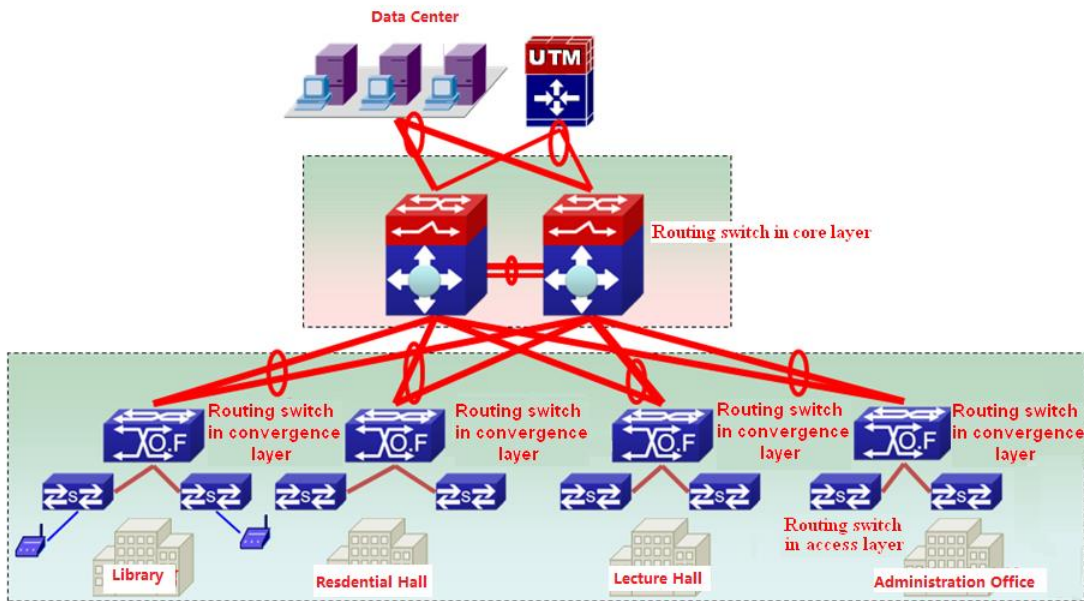 Data Center
UTM
Routing switch in core layer
Routing switch
in convergence
layer
Routing switch
in convergence
layer
Routing switch
in convergence
layer
Routing switch
in convergence
layer
O.F
O.F
O.F
O.F
S
S
S
S
S
S
S
S
Routing switch
in access layer
Library
Resdential Hall
Lecture Hall
Administration Office